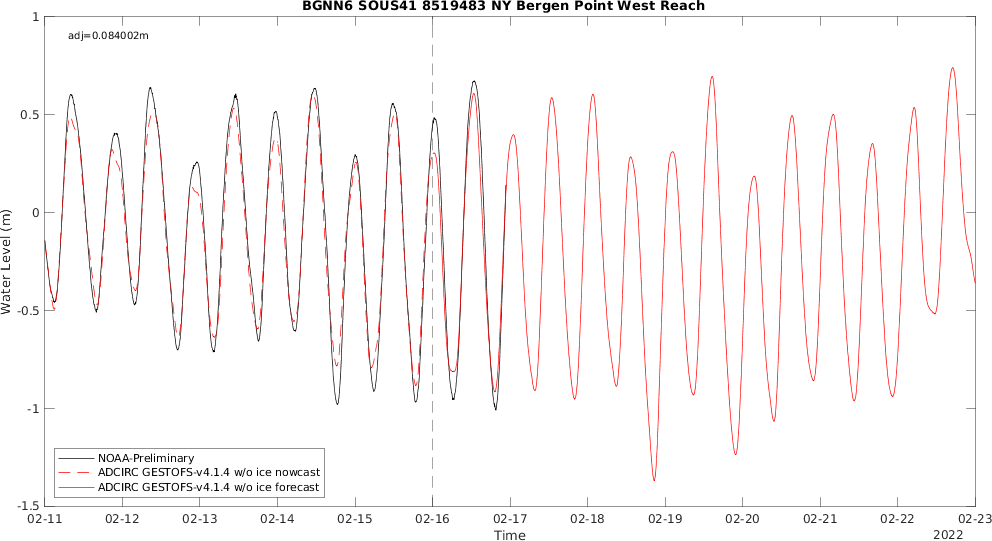 BGNN6 SOUS41 8519483 NY Bergen Point West Reach
adj=0.084002m
1
0.5
0
-0.5
-1
-1.5
Water Level (m)
NOAA-Preliminary
ADCIRC GESTOFS-v4.1.4 w/o ice nowcast
ADCIRC GESTOFS-v4.1.4 w/o ice forecast
02-11 02-12 02-13 02-14 02-15 02-16 02-17 02-18 02-19 02-20 02-21 02-22 02-23
Time
2022